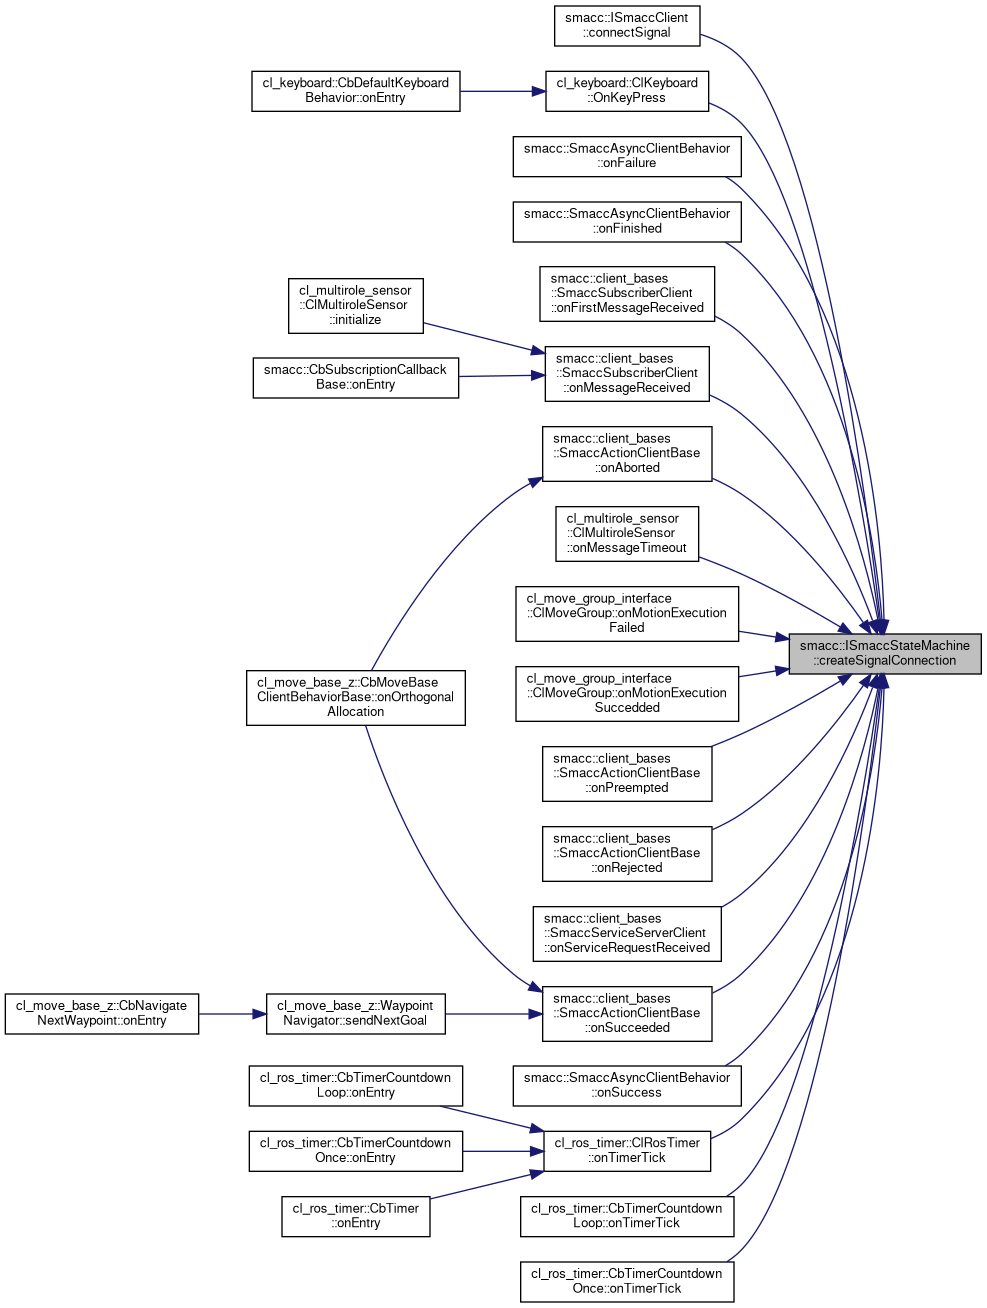 smacc::ISmaccClient
::connectSignal
cl_keyboard::CbDefaultKeyboard
Behavior::onEntry
cl_keyboard::ClKeyboard
::OnKeyPress
smacc::SmaccAsyncClientBehavior
::onFailure
smacc::SmaccAsyncClientBehavior
::onFinished
smacc::client_bases
::SmaccSubscriberClient
::onFirstMessageReceived
cl_multirole_sensor
::ClMultiroleSensor
::initialize
smacc::CbSubscriptionCallback
Base::onEntry
smacc::client_bases
::SmaccSubscriberClient
::onMessageReceived
smacc::client_bases
::SmaccActionClientBase
::onAborted
cl_multirole_sensor
::ClMultiroleSensor
::onMessageTimeout
cl_move_group_interface
::ClMoveGroup::onMotionExecution
Failed
smacc::ISmaccStateMachine
::createSignalConnection
cl_move_base_z::CbMoveBase
ClientBehaviorBase::onOrthogonal
Allocation
cl_move_group_interface
::ClMoveGroup::onMotionExecution
Succedded
smacc::client_bases
::SmaccActionClientBase
::onPreempted
smacc::client_bases
::SmaccActionClientBase
::onRejected
smacc::client_bases
::SmaccServiceServerClient
::onServiceRequestReceived
cl_move_base_z::CbNavigate
NextWaypoint::onEntry
cl_move_base_z::Waypoint
Navigator::sendNextGoal
smacc::client_bases
::SmaccActionClientBase
::onSucceeded
cl_ros_timer::CbTimerCountdown
Loop::onEntry
smacc::SmaccAsyncClientBehavior
::onSuccess
cl_ros_timer::CbTimerCountdown
Once::onEntry
cl_ros_timer::ClRosTimer
::onTimerTick
cl_ros_timer::CbTimer
::onEntry
cl_ros_timer::CbTimerCountdown
Loop::onTimerTick
cl_ros_timer::CbTimerCountdown
Once::onTimerTick